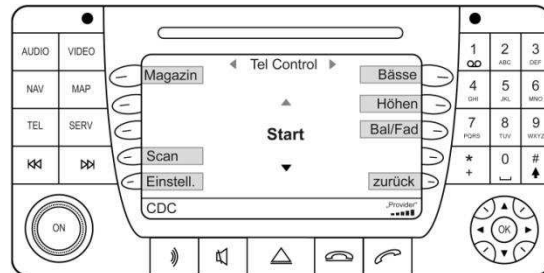 AUDIO VIDEO
NAV MAP
TEL SERV
ON
Tel Control
Magazin
Start
Scan
Einstell.
CDC
Bässe
Höhen
Bal/Fad
zurück
„Provider“
1 2 ABC 3 DEF
4 GHI 5 JKL 6 MNO
7 PQRS 8 TUV 9 WXYZ
* + 0 #
OK